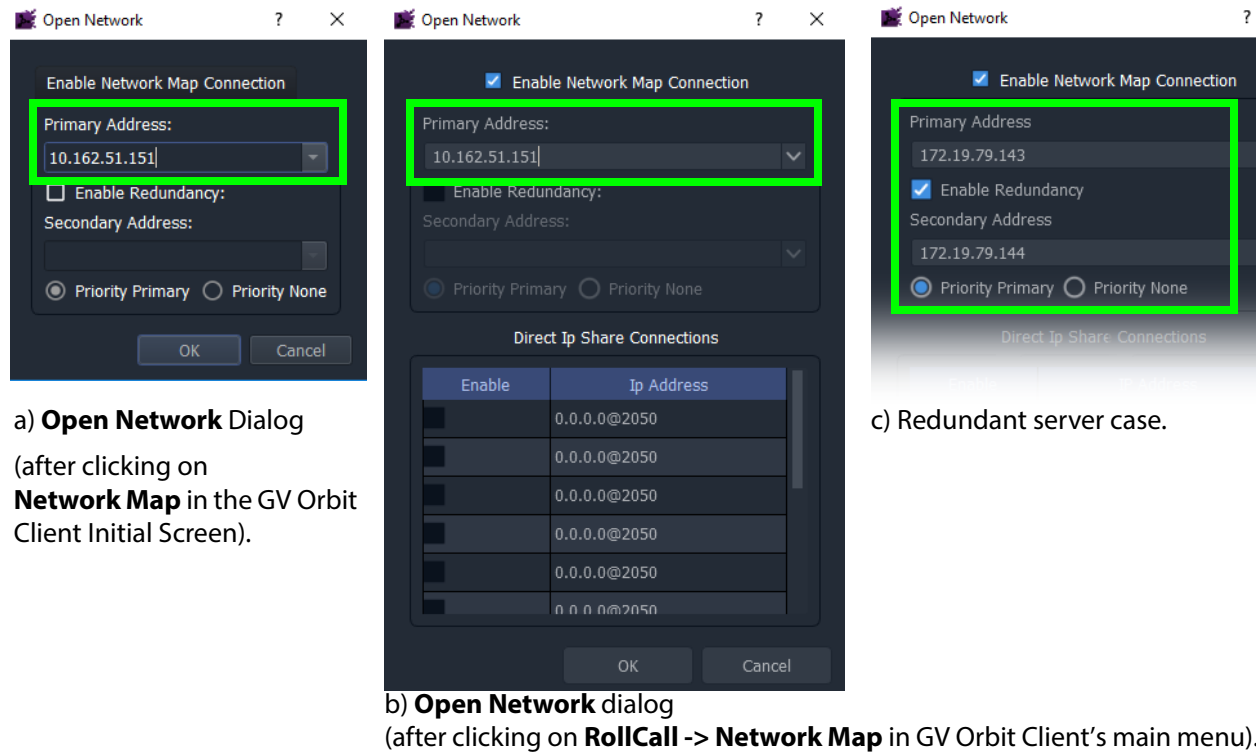 Open Network ? ×
Enable Network Map Connection
Primary Address:
10.162.51.151
Enable Redundancy:
Secondary Address:
Priority Primary Priority None
OK Cancel
a) Open Network Dialog
(after clicking on
Network Map in the GV Orbit
Client Initial Screen).
Open Network ? ×
Enable Network Map Connection
Primary Address:
10.162.51.151
Enable Redundancy:
Secondary Address:
Priority Primary Priority None
Direct Ip Share Connections
Enable Ip Address
0.0.0.0@2050
0.0.0.0@2050
0.0.0.0@2050
0.0.0.0@2050
0.0.0.0@2050
0.0.0.0@2050
OK Cancel
b) Open Network dialog
(after clicking on RollCall -> Network Map in GV Orbit Client’s main menu)
Open Network ?
Enable Network Map Connection
Primary Address
172.19.79.143
Enable Redundancy
Secondary Address
172.19.79.144
Priority Primary Priority None
Direct Ip Share Connections
c) Redundant server case.